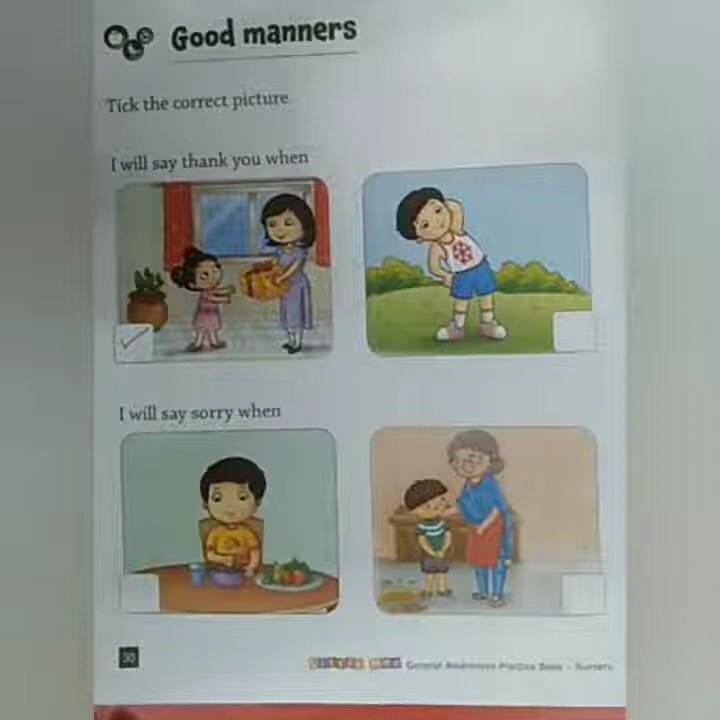 Good manners
Tick the correct picture
I will say thank you when
I will say sorry when
30
General Awareness Practice Book - Nursery